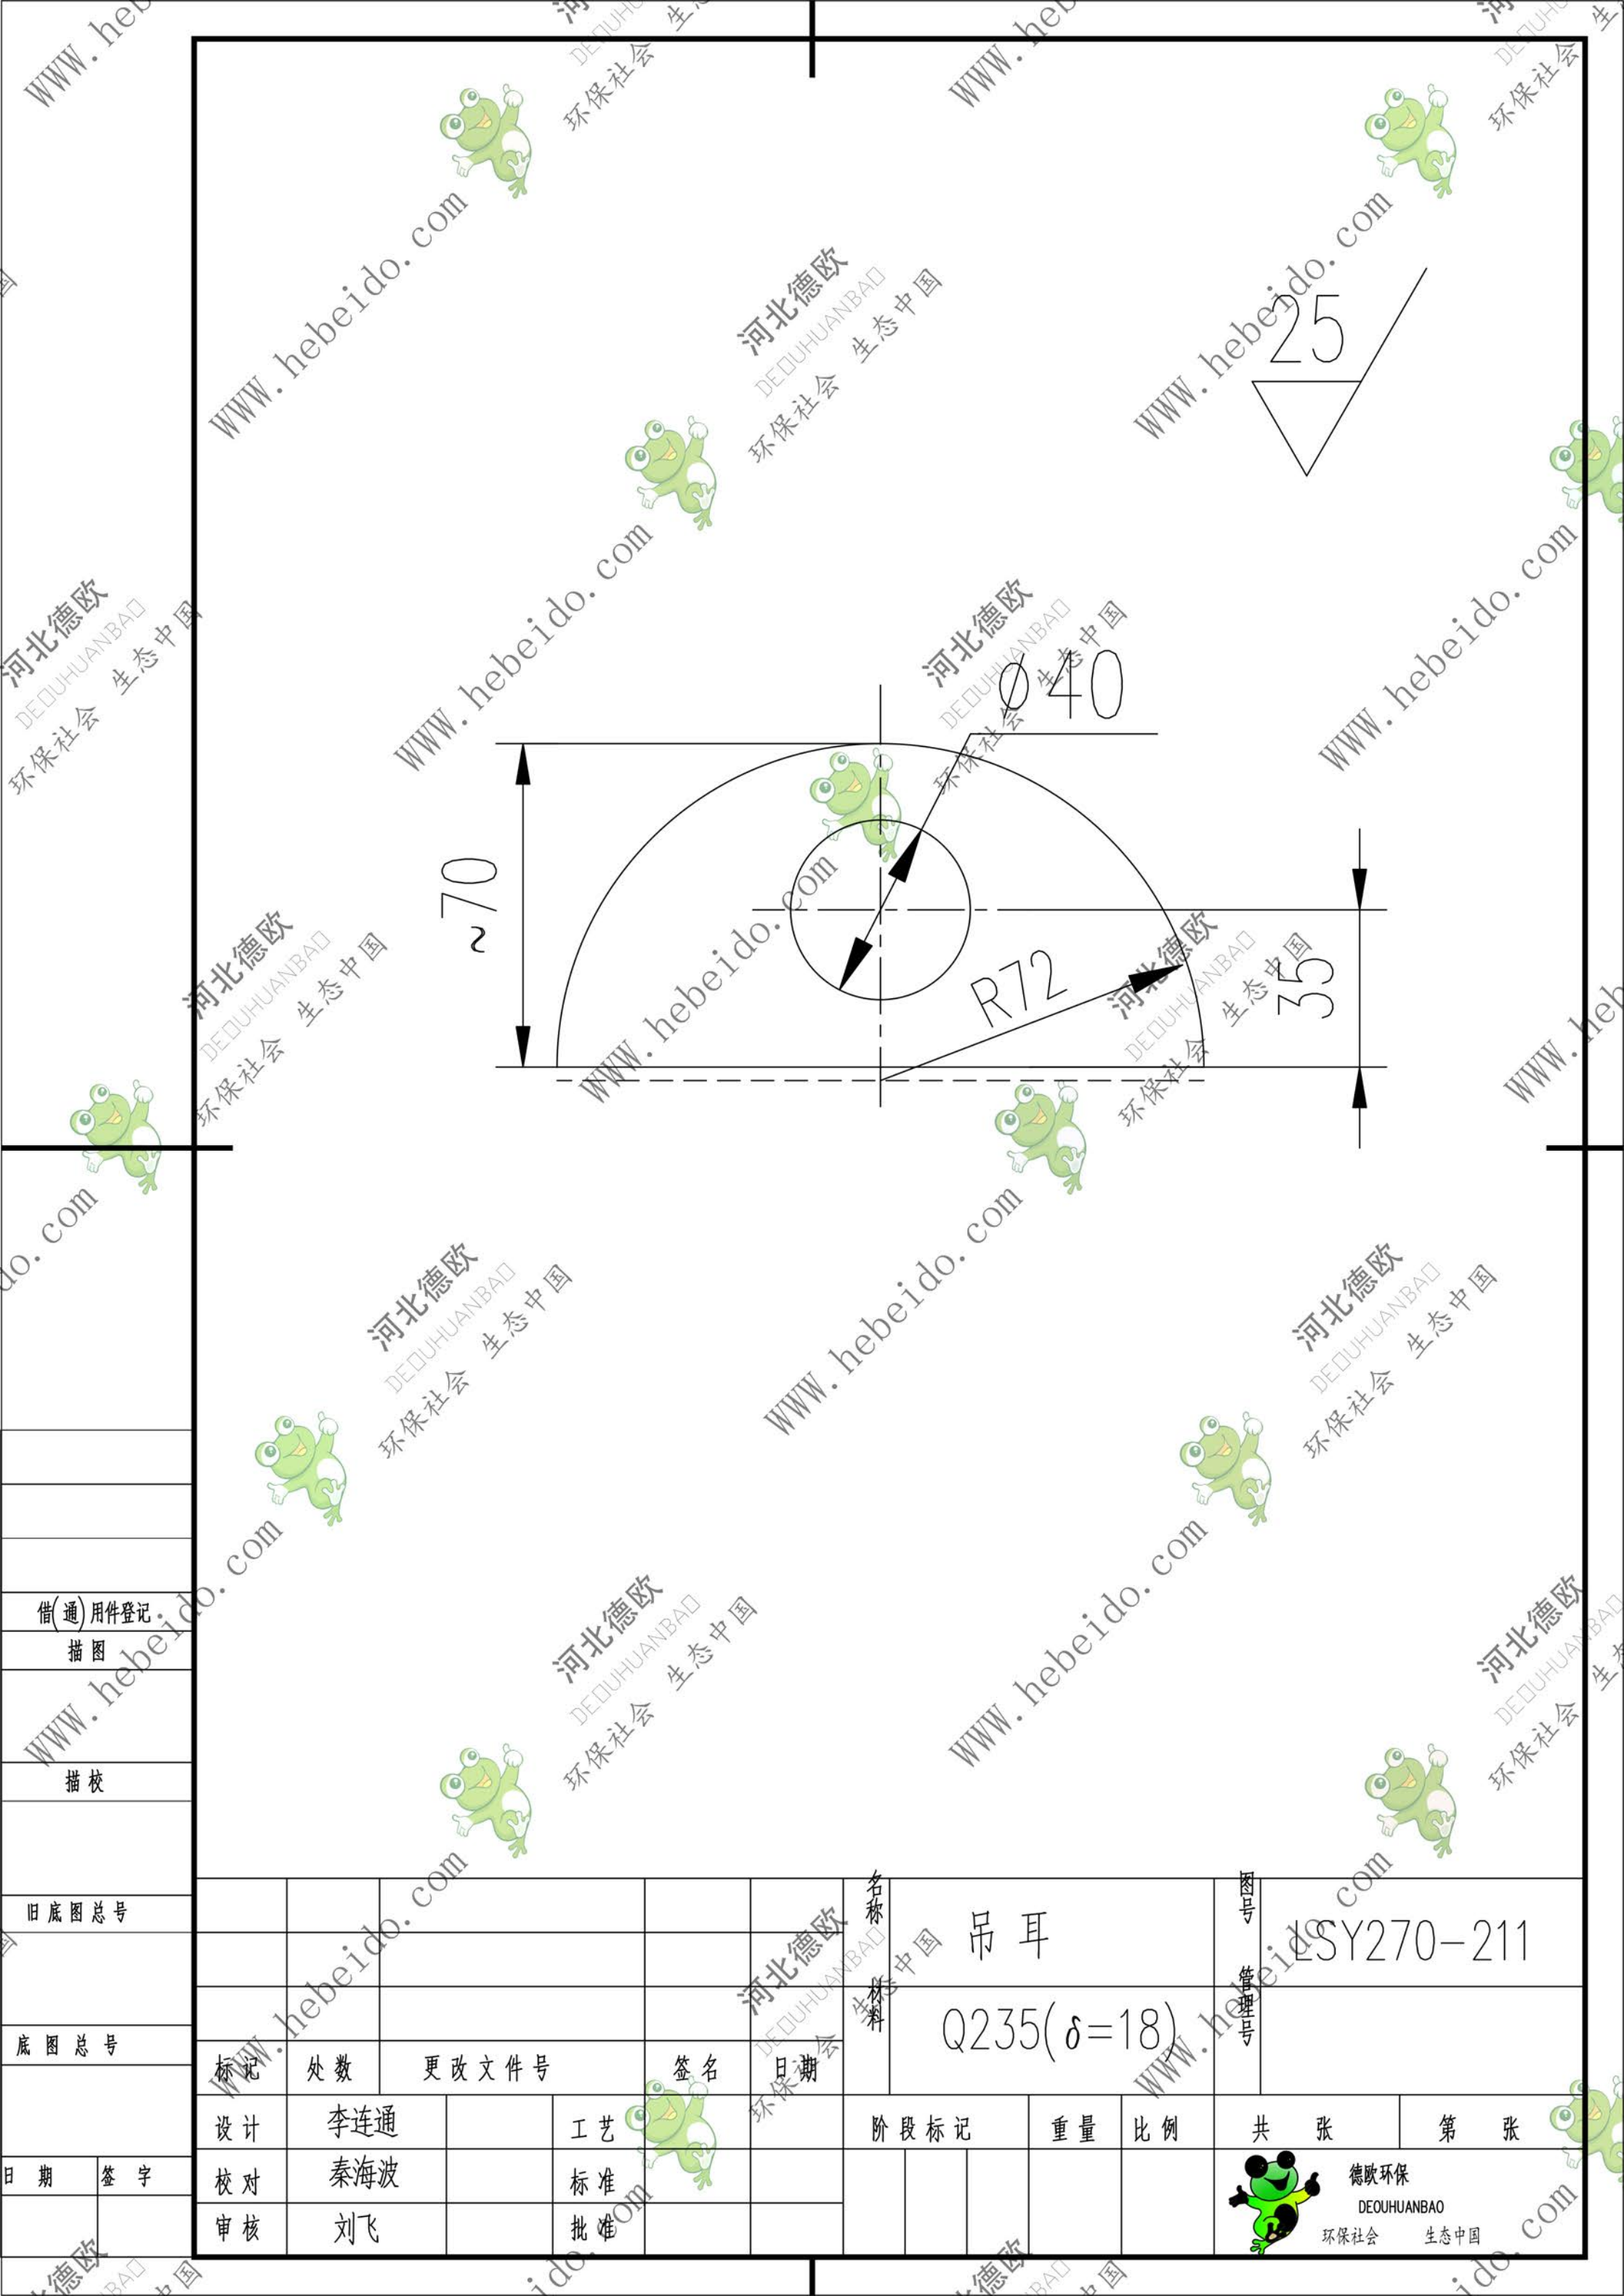 25
ø40
~70
R72
35
借(通)用件登记
描图
描校
旧底图总号
底图总号
日期 签字
名称 吊耳 图号 LSY270-211
材料 Q235(δ=18) 管理号
标记 处数 更改文件号 签名 日期
设计 李连通 工艺 阶段标记 重量 比例 共 张 第 张
校对 秦海波 标准
审核 刘飞 批准
德欧环保
DEOUHUANBAO
环保社会 生态中国
河北德欧
DEOUHUANBAO
环保社会 生态中国
WWW.hebeido.com